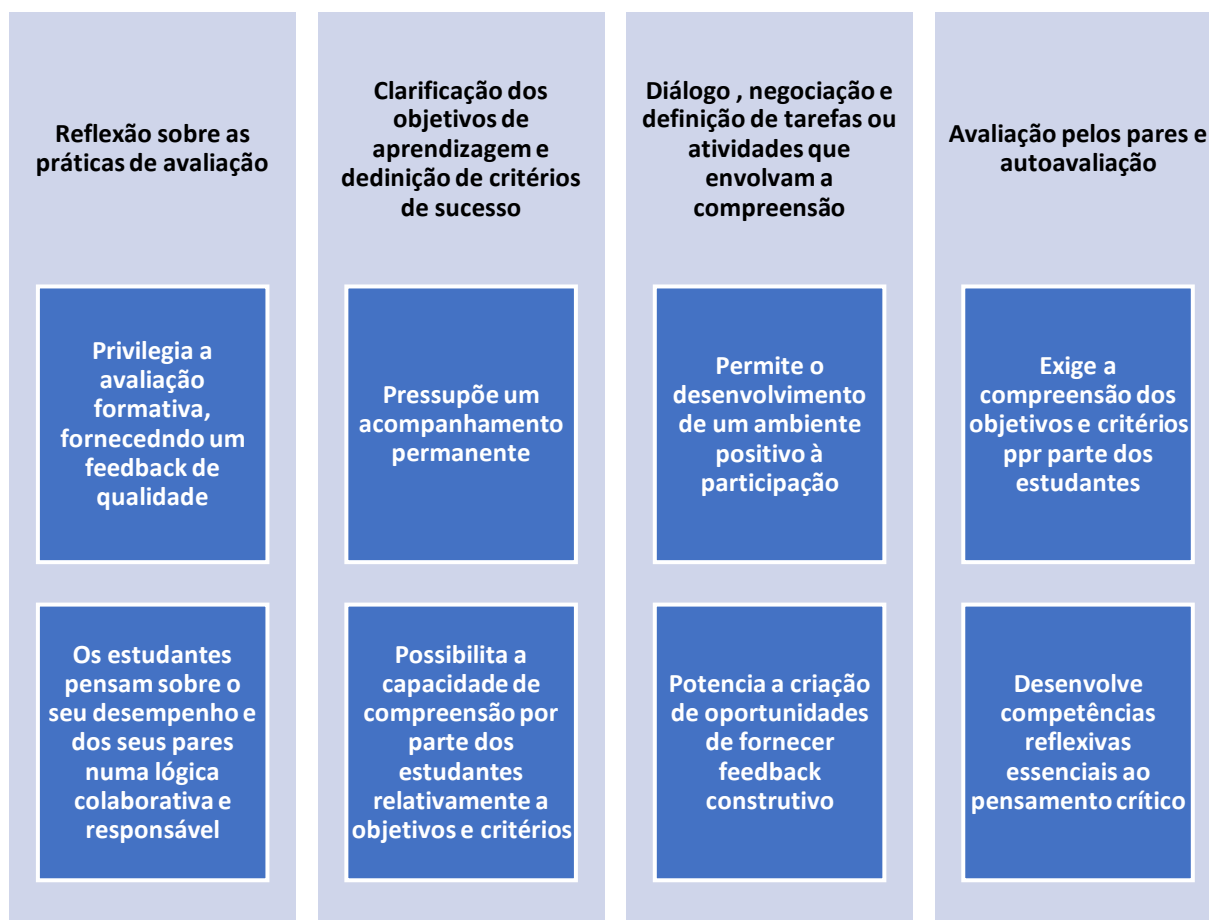 Reflexão sobre as
práticas de avaliação
Privilegia a
avaliação
formativa,
fornecedndo um
feedback de
qualidade
Os estudantes
pensam sobre o
seu desempenho e
dos seus pares
numa lógica
colaborativa e
responsável
Clarificação dos
objetivos de
aprendizagem e
dedinição de critérios
de sucesso
Pressupõe um
acompanhamento
permanente
Possibilita a
capacidade de
compreensão por
parte dos
estudantes
relativamente a
objetivos e critérios
Diálogo , negociação e
definição de tarefas ou
atividades que
envolvam a
compreensão
Permite o
desenvolvimento
de um ambiente
positivo à
participação
Potencia a criação
de oportunidades
de fornecer
feedback
construtivo
Avaliação pelos pares e
autoavaliação
Exige a
compreensão dos
objetivos e critérios
ppr parte dos
estudantes
Desenvolve
competências
reflexivas
essenciais ao
pensamento crítico